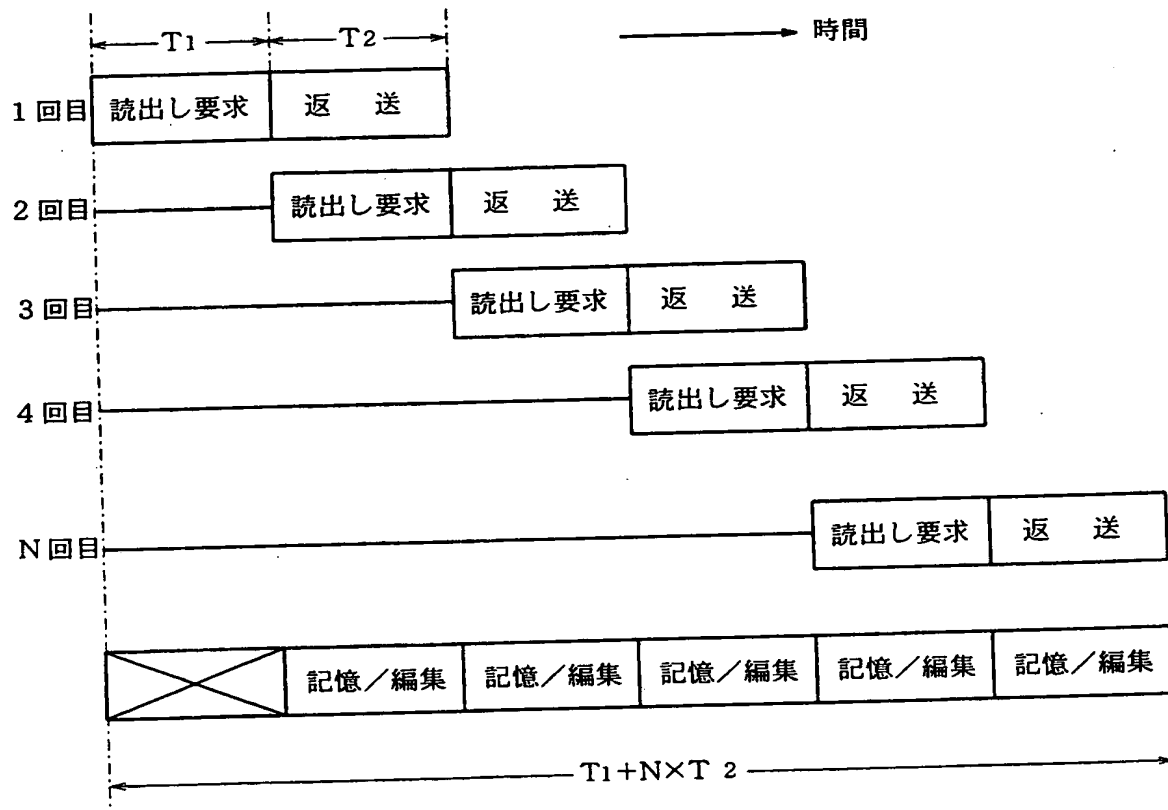 T1 T2 時間
1回目 読出し要求 返 送
2回目 読出し要求 返 送
3回目 読出し要求 返 送
4回目 読出し要求 返 送
N回目 読出し要求 返 送
記憶/編集 記憶/編集 記憶/編集 記憶/編集 記憶/編集
T1+N×T 2